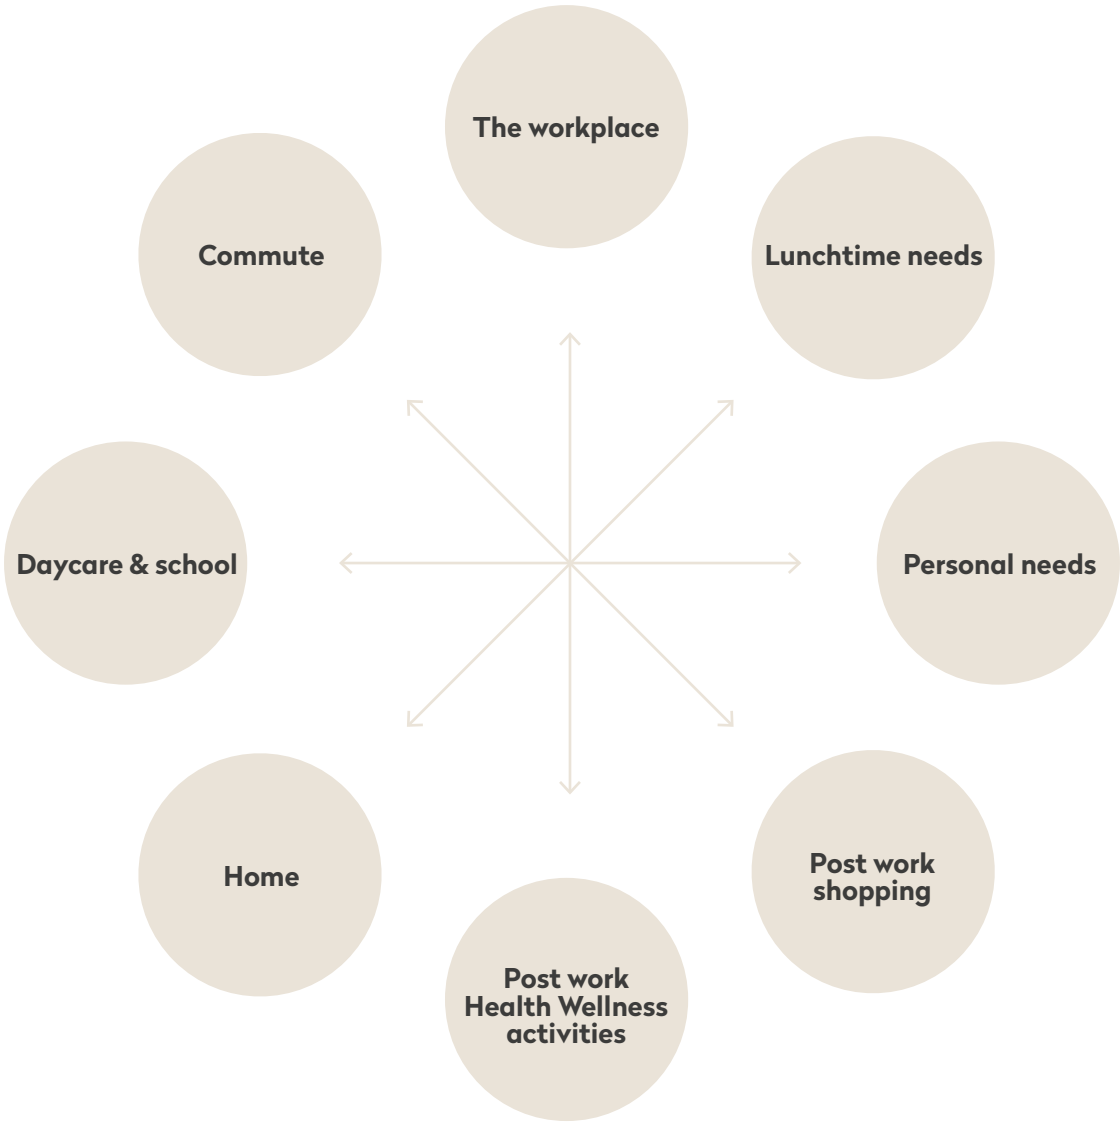 The workplace
Commute
Lunchtime needs
Daycare & school
Personal needs
Home
Post work
shopping
Post work
Health Wellness
activities